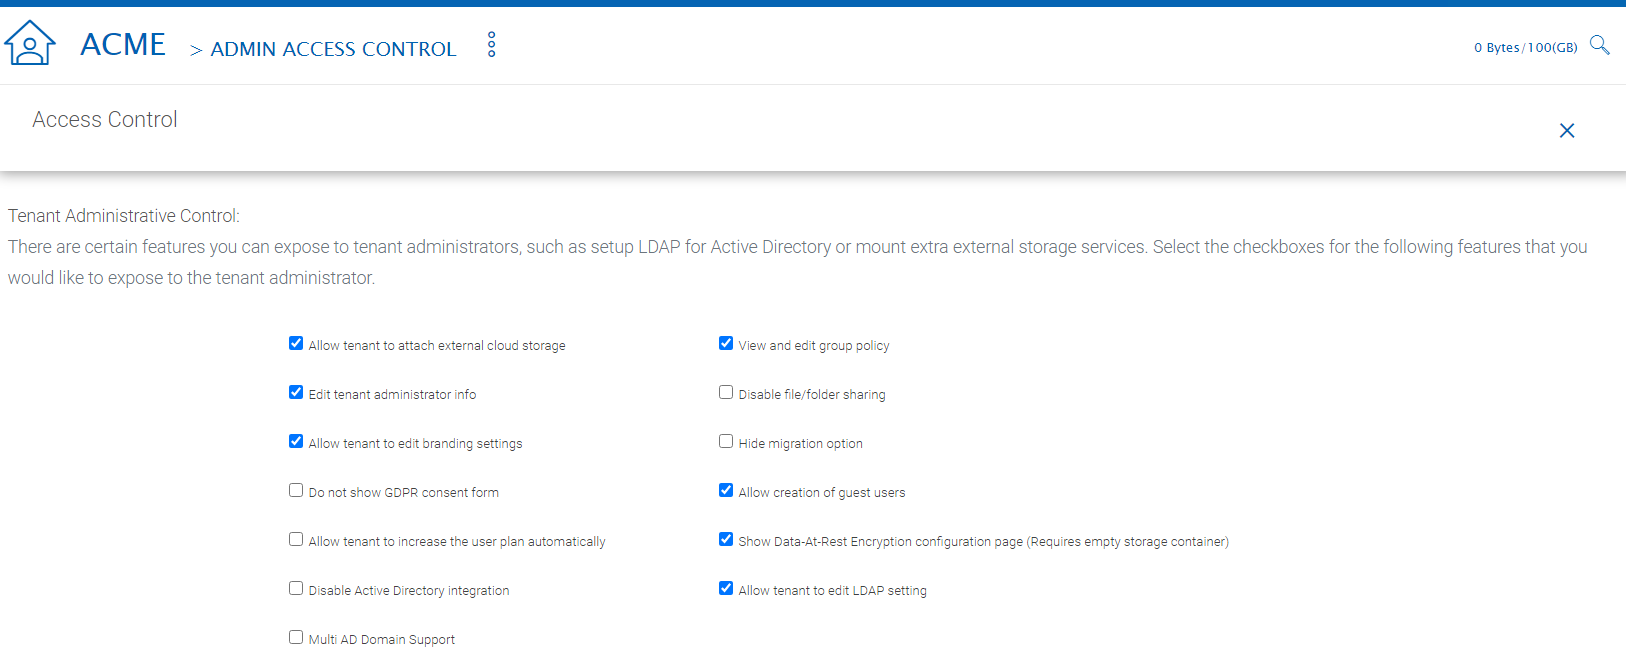 ACME > ADMIN ACCESS CONTROL
0 Bytes/100(GB)
Access Control
Tenant Administrative Control:
There are certain features you can expose to tenant administrators, such as setup LDAP for Active Directory or mount extra external storage services. Select the checkboxes for the following features that you
would like to expose to the tenant administrator.
Allow tenant to attach external cloud storage
View and edit group policy
Edit tenant administrator info
Disable file/folder sharing
Allow tenant to edit branding settings
Hide migration option
Do not show GDPR consent form
Allow creation of guest users
Allow tenant to increase the user plan automatically
Show Data-At-Rest Encryption configuration page (Requires empty storage container)
Disable Active Directory integration
Allow tenant to edit LDAP setting
Multi AD Domain Support